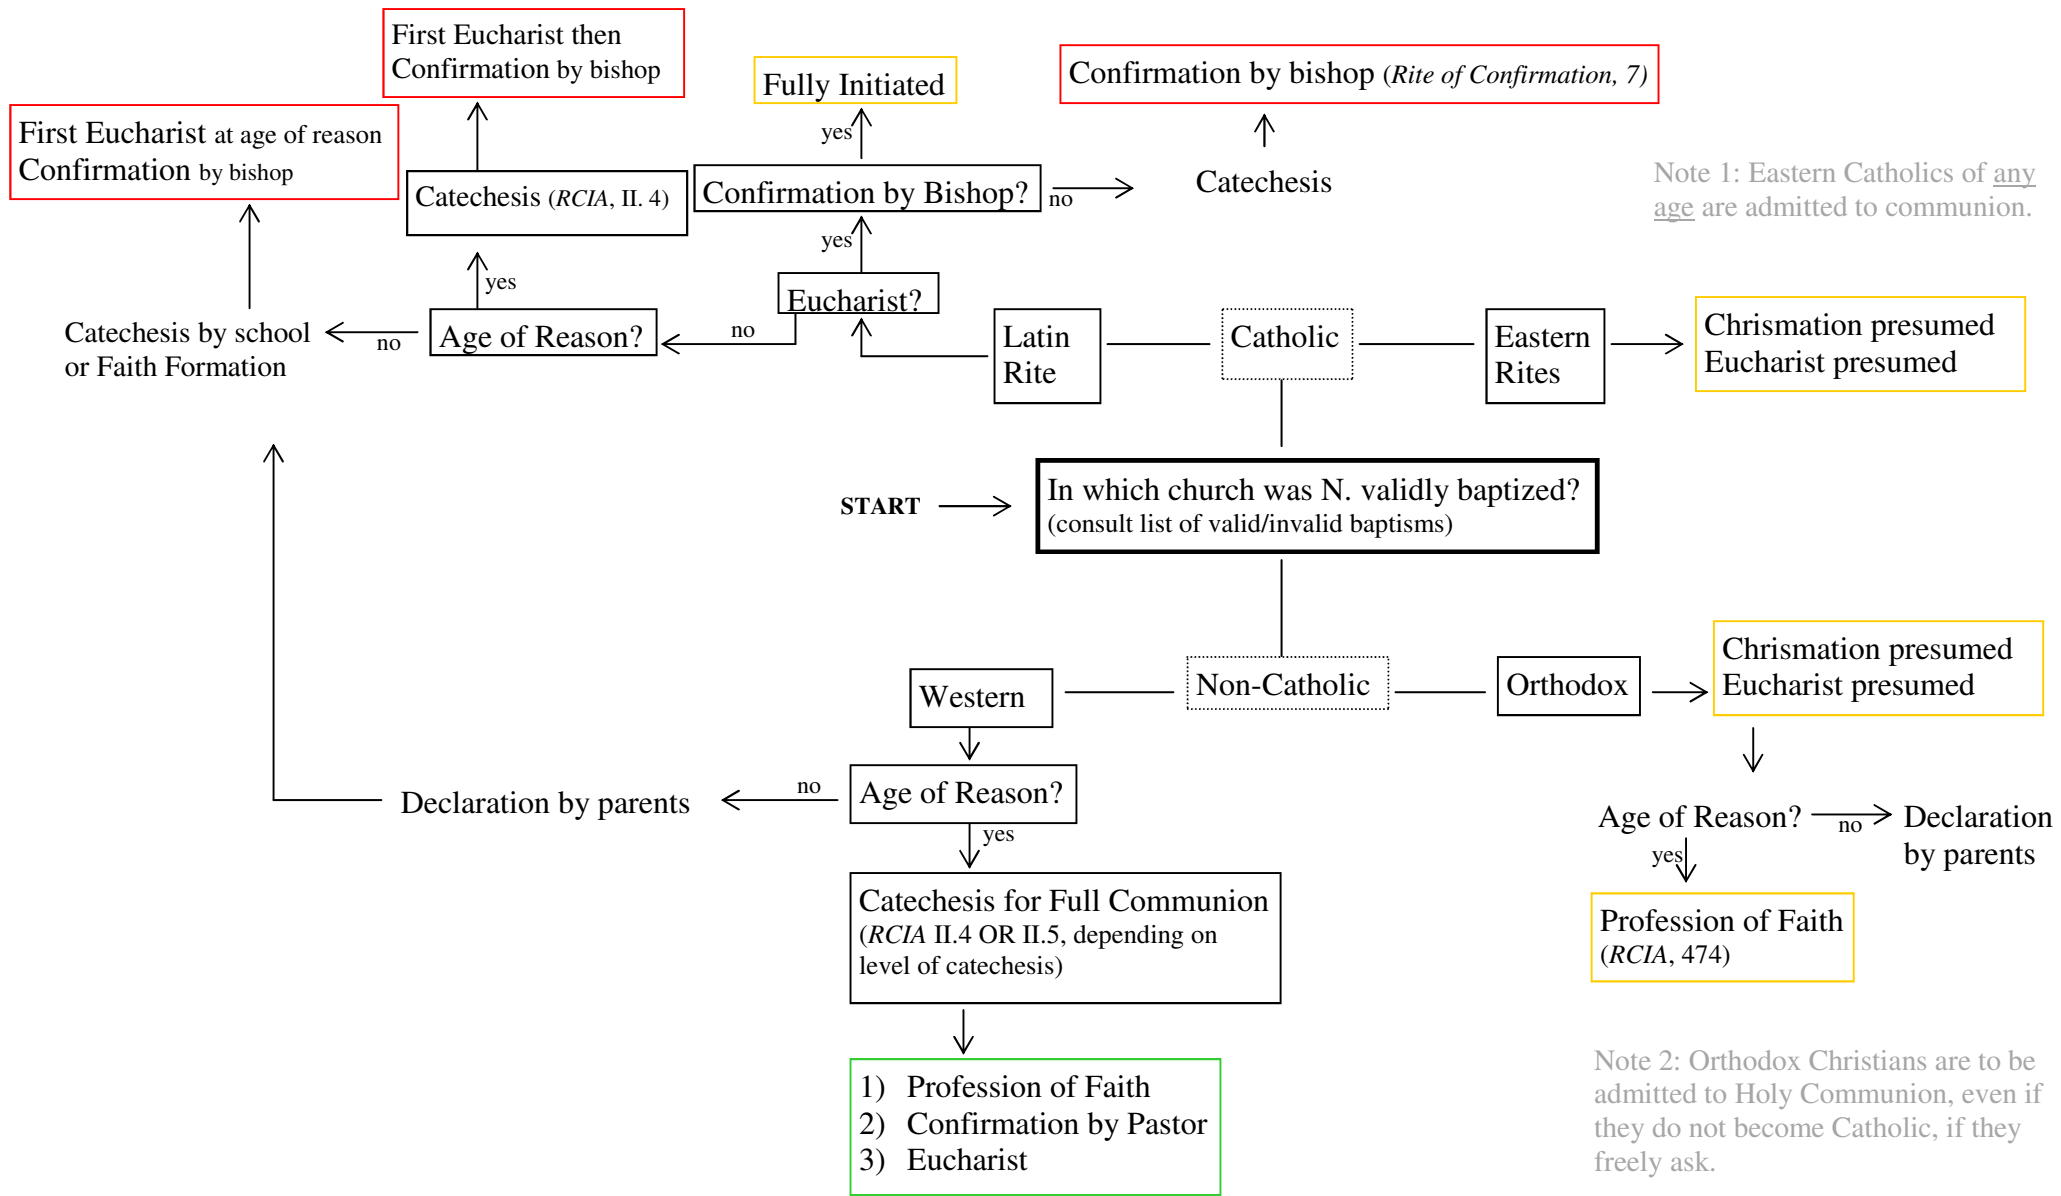 First Eucharist then
Confirmation by bishop
Fully Initiated
Confirmation by bishop (Rite of Confirmation, 7)
First Eucharist at age of reason
Confirmation by bishop
yes
Catechesis (RCIA, II. 4)
Confirmation by Bishop?
no
Catechesis
Note 1: Eastern Catholics of any
age are admitted to communion.
yes
yes
Eucharist?
Catechesis by school
or Faith Formation
no
Age of Reason?
no
Latin
Rite
Catholic
Eastern
Rites
Chrismation presumed
Eucharist presumed
START
In which church was N. validly baptized?
(consult list of valid/invalid baptisms)
Western
Non-Catholic
Orthodox
Chrismation presumed
Eucharist presumed
Declaration by parents
no
Age of Reason?
yes
Age of Reason?
no
Declaration
by parents
yes
Catechesis for Full Communion
(RCIA II.4 OR II.5, depending on
level of catechesis)
Profession of Faith
(RCIA, 474)
1) Profession of Faith
2) Confirmation by Pastor
3) Eucharist
Note 2: Orthodox Christians are to be
admitted to Holy Communion, even if
they do not become Catholic, if they
freely ask.